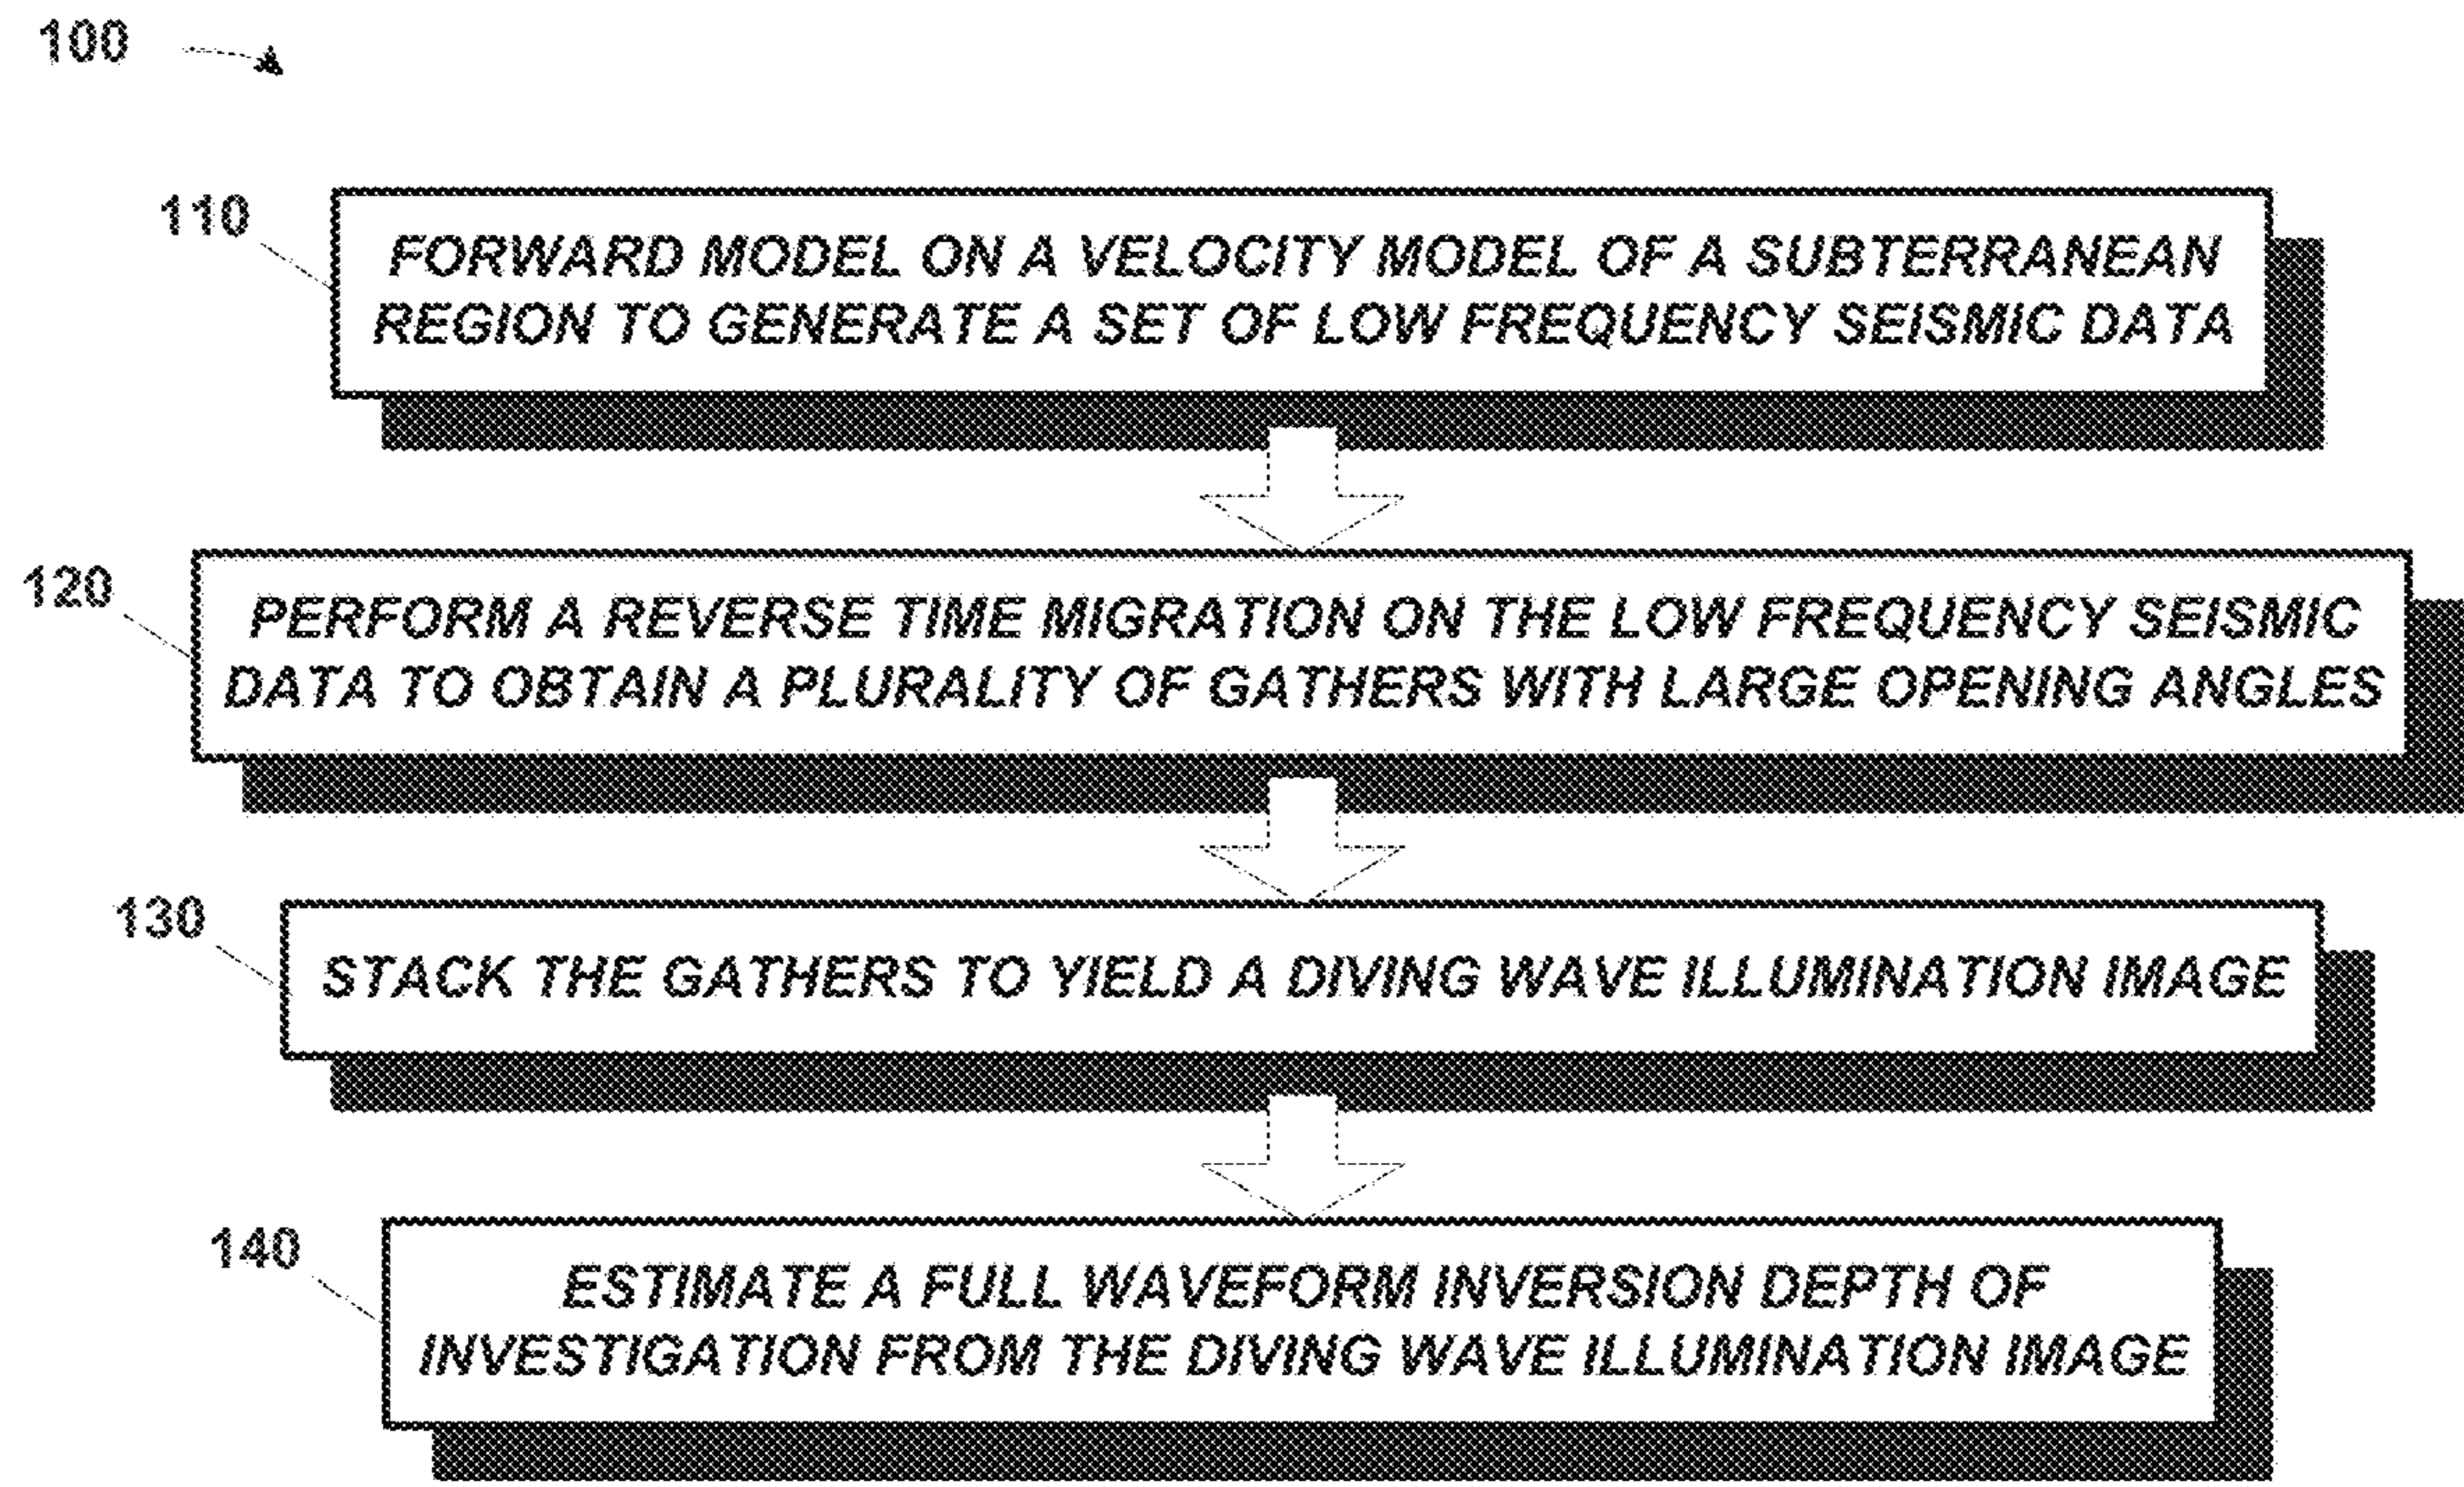 100
110
FORWARD MODEL ON A VELOCITY MODEL OF A SUBTERRANEAN
REGION TO GENERATE A SET OF LOW FREQUENCY SEISMIC DATA
120
PERFORM A REVERSE TIME MIGRATION ON THE LOW FREQUENCY SEISMIC
DATA TO OBTAIN A PLURALITY OF GATHERS WITH LARGE OPENING ANGLES
130
STACK THE GATHERS TO YIELD A DIVING WAVE ILLUMINATION IMAGE
140
ESTIMATE A FULL WAVEFORM INVERSION DEPTH OF
INVESTIGATION FROM THE DIVING WAVE ILLUMINATION IMAGE